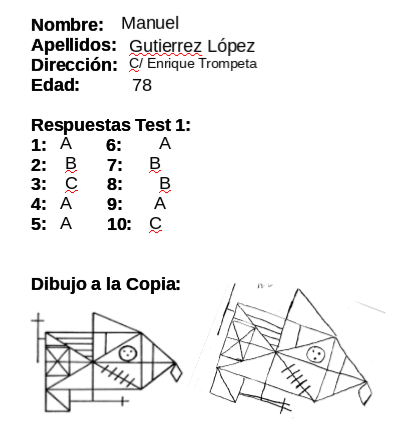 Nombre: Manuel
Apellidos: Gutierrez López
Dirección: C/ Enrique Trompeta
Edad: 78
Respuestas Test 1:
1: A 6: A
2: B 7: B
3: C 8: B
4: A 9: A
5: A 10: C
Dibujo a la Copia: